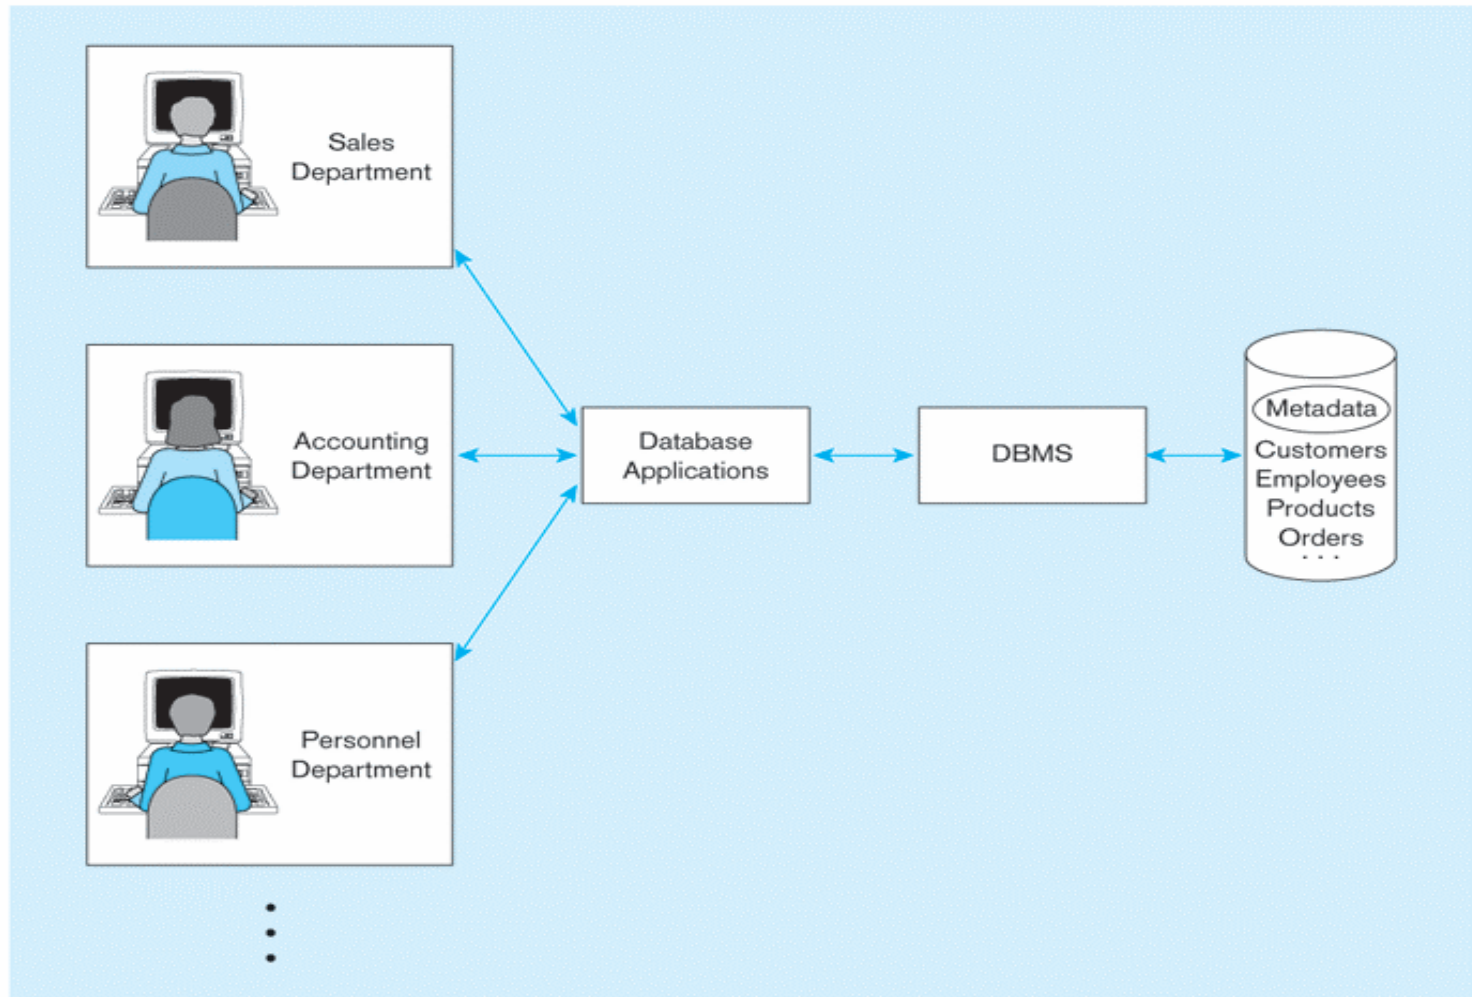 Sales
Department
Accounting
Department
Personnel
Department
Database
Applications
DBMS
Metadata
Customers
Employees
Products
Orders
. . .